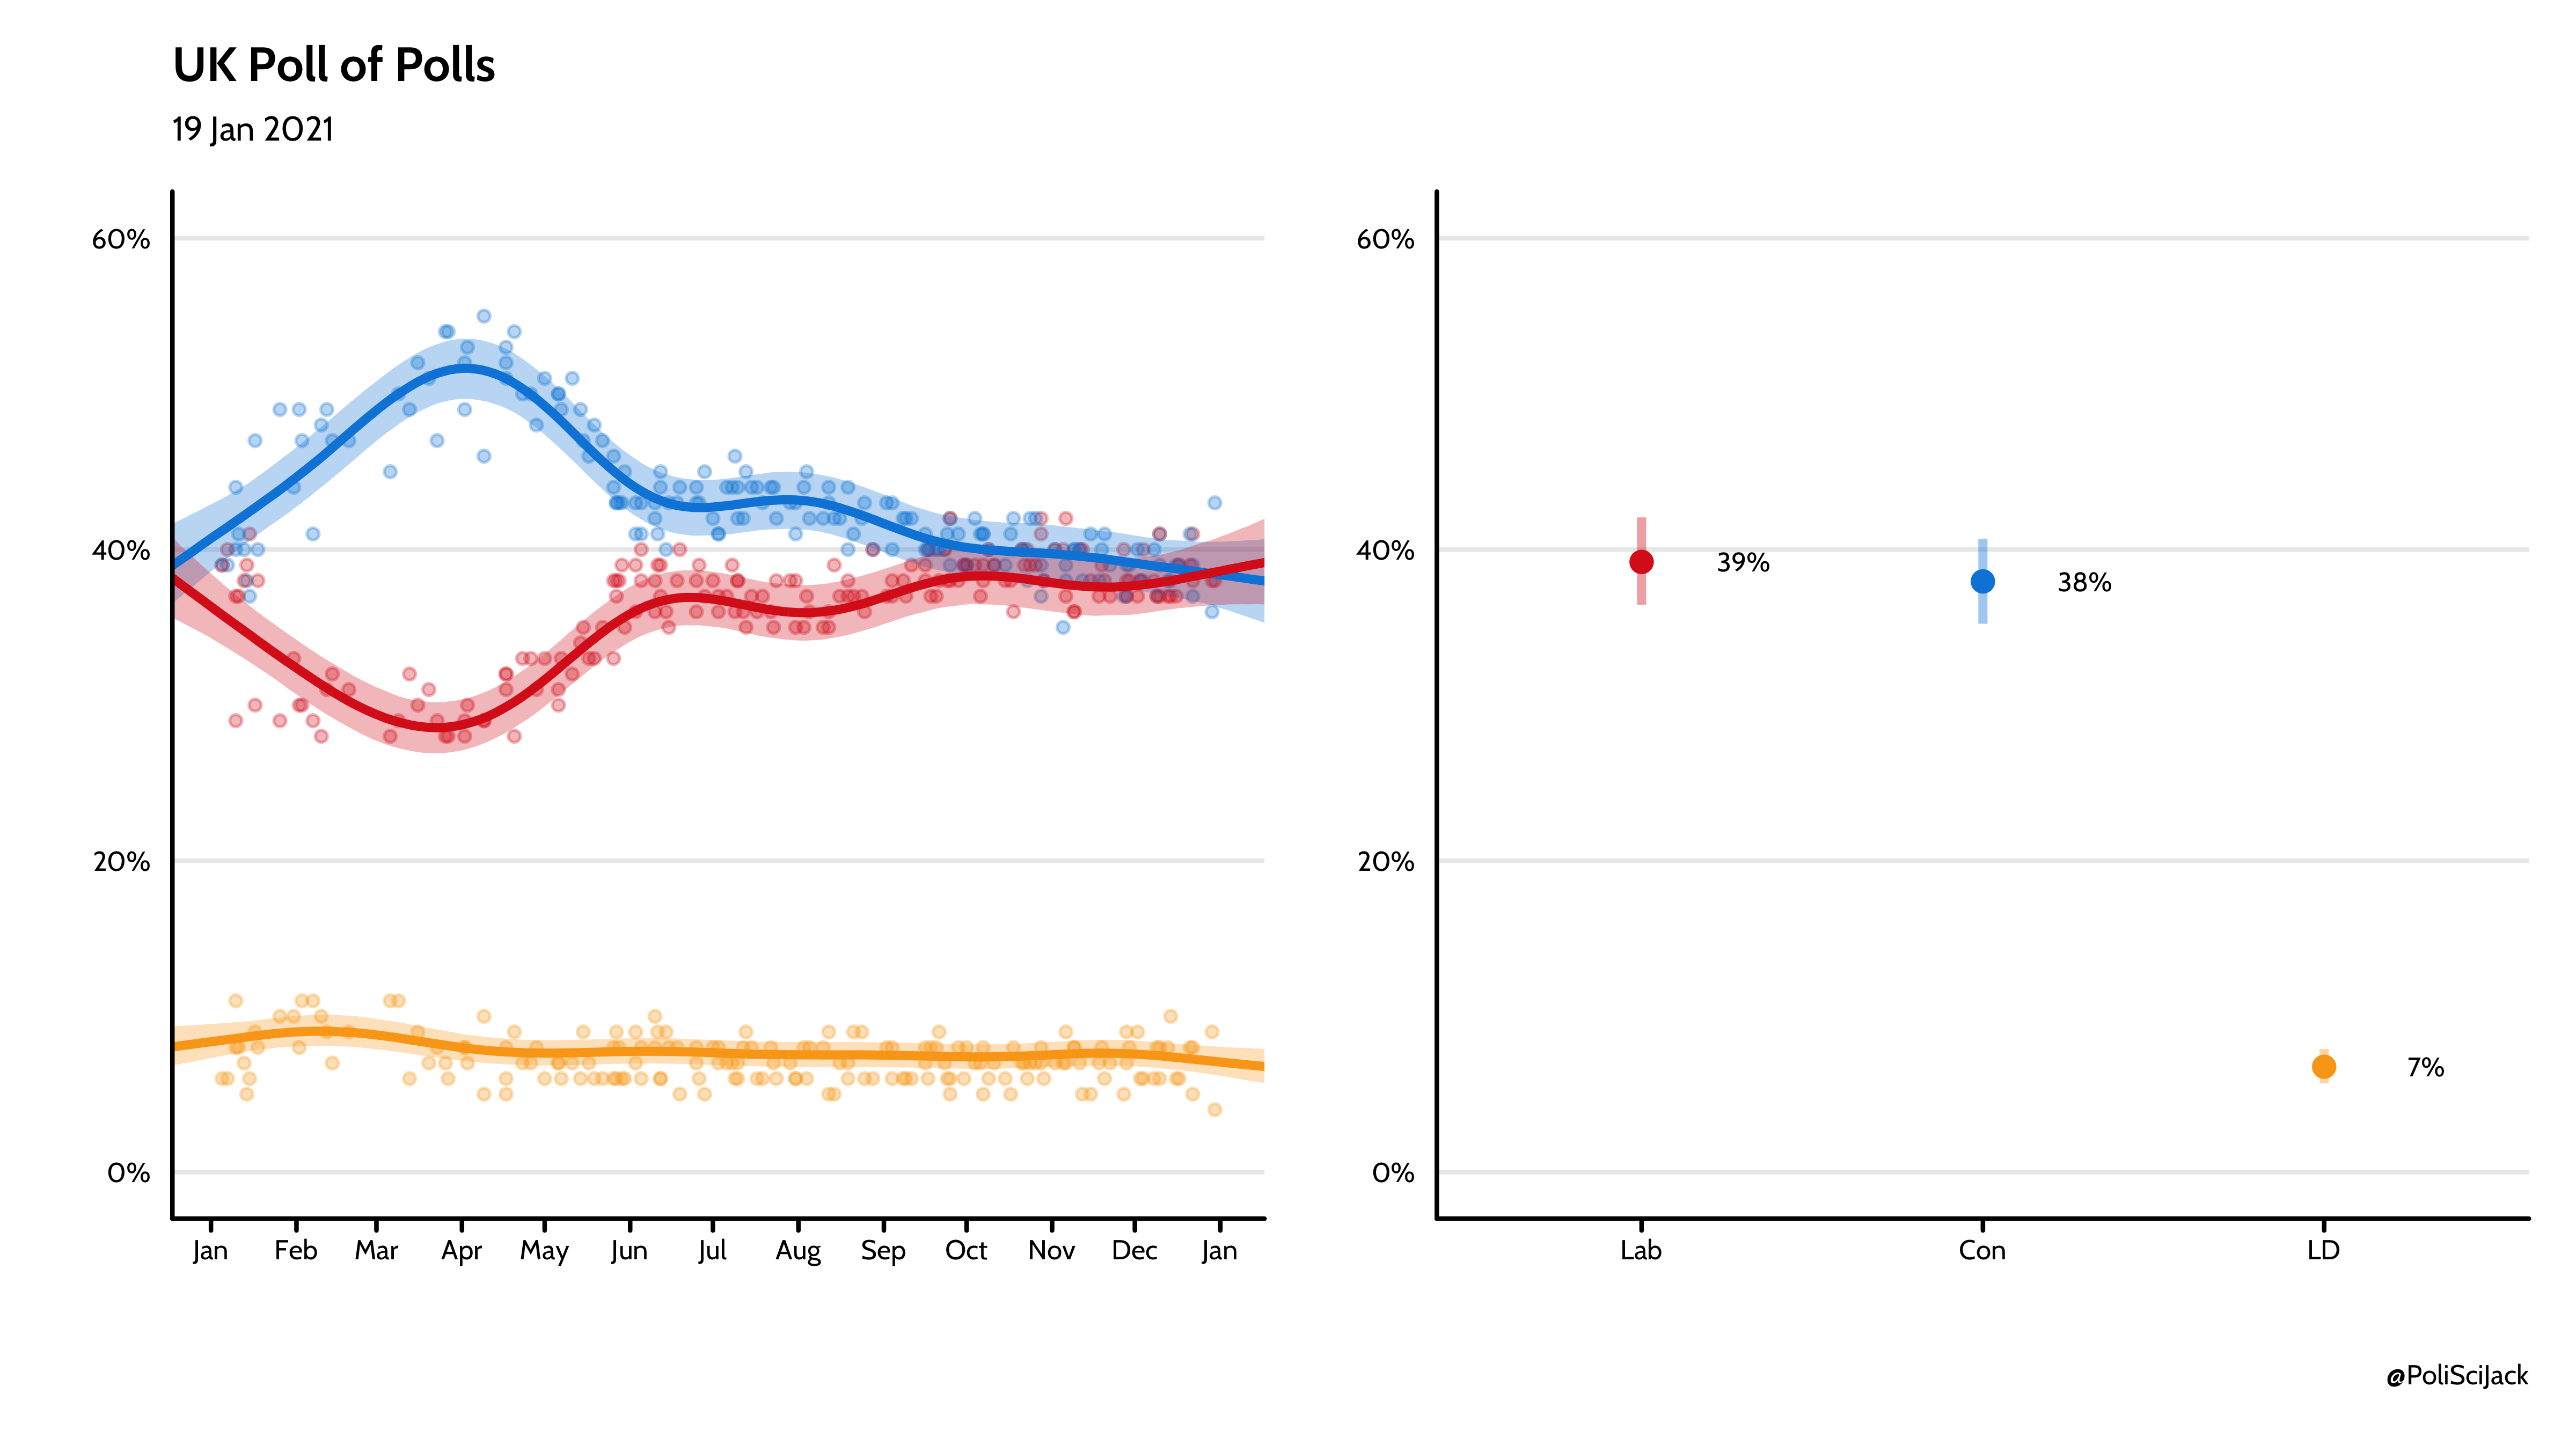 UK Poll of Polls
19 Jan 2021
60%
40%
20%
0%
Jan Feb Mar Apr May Jun Jul Aug Sep Oct Nov Dec Jan
60%
40%
20%
0%
39%
38%
7%
Lab Con LD
@PoliSciJack